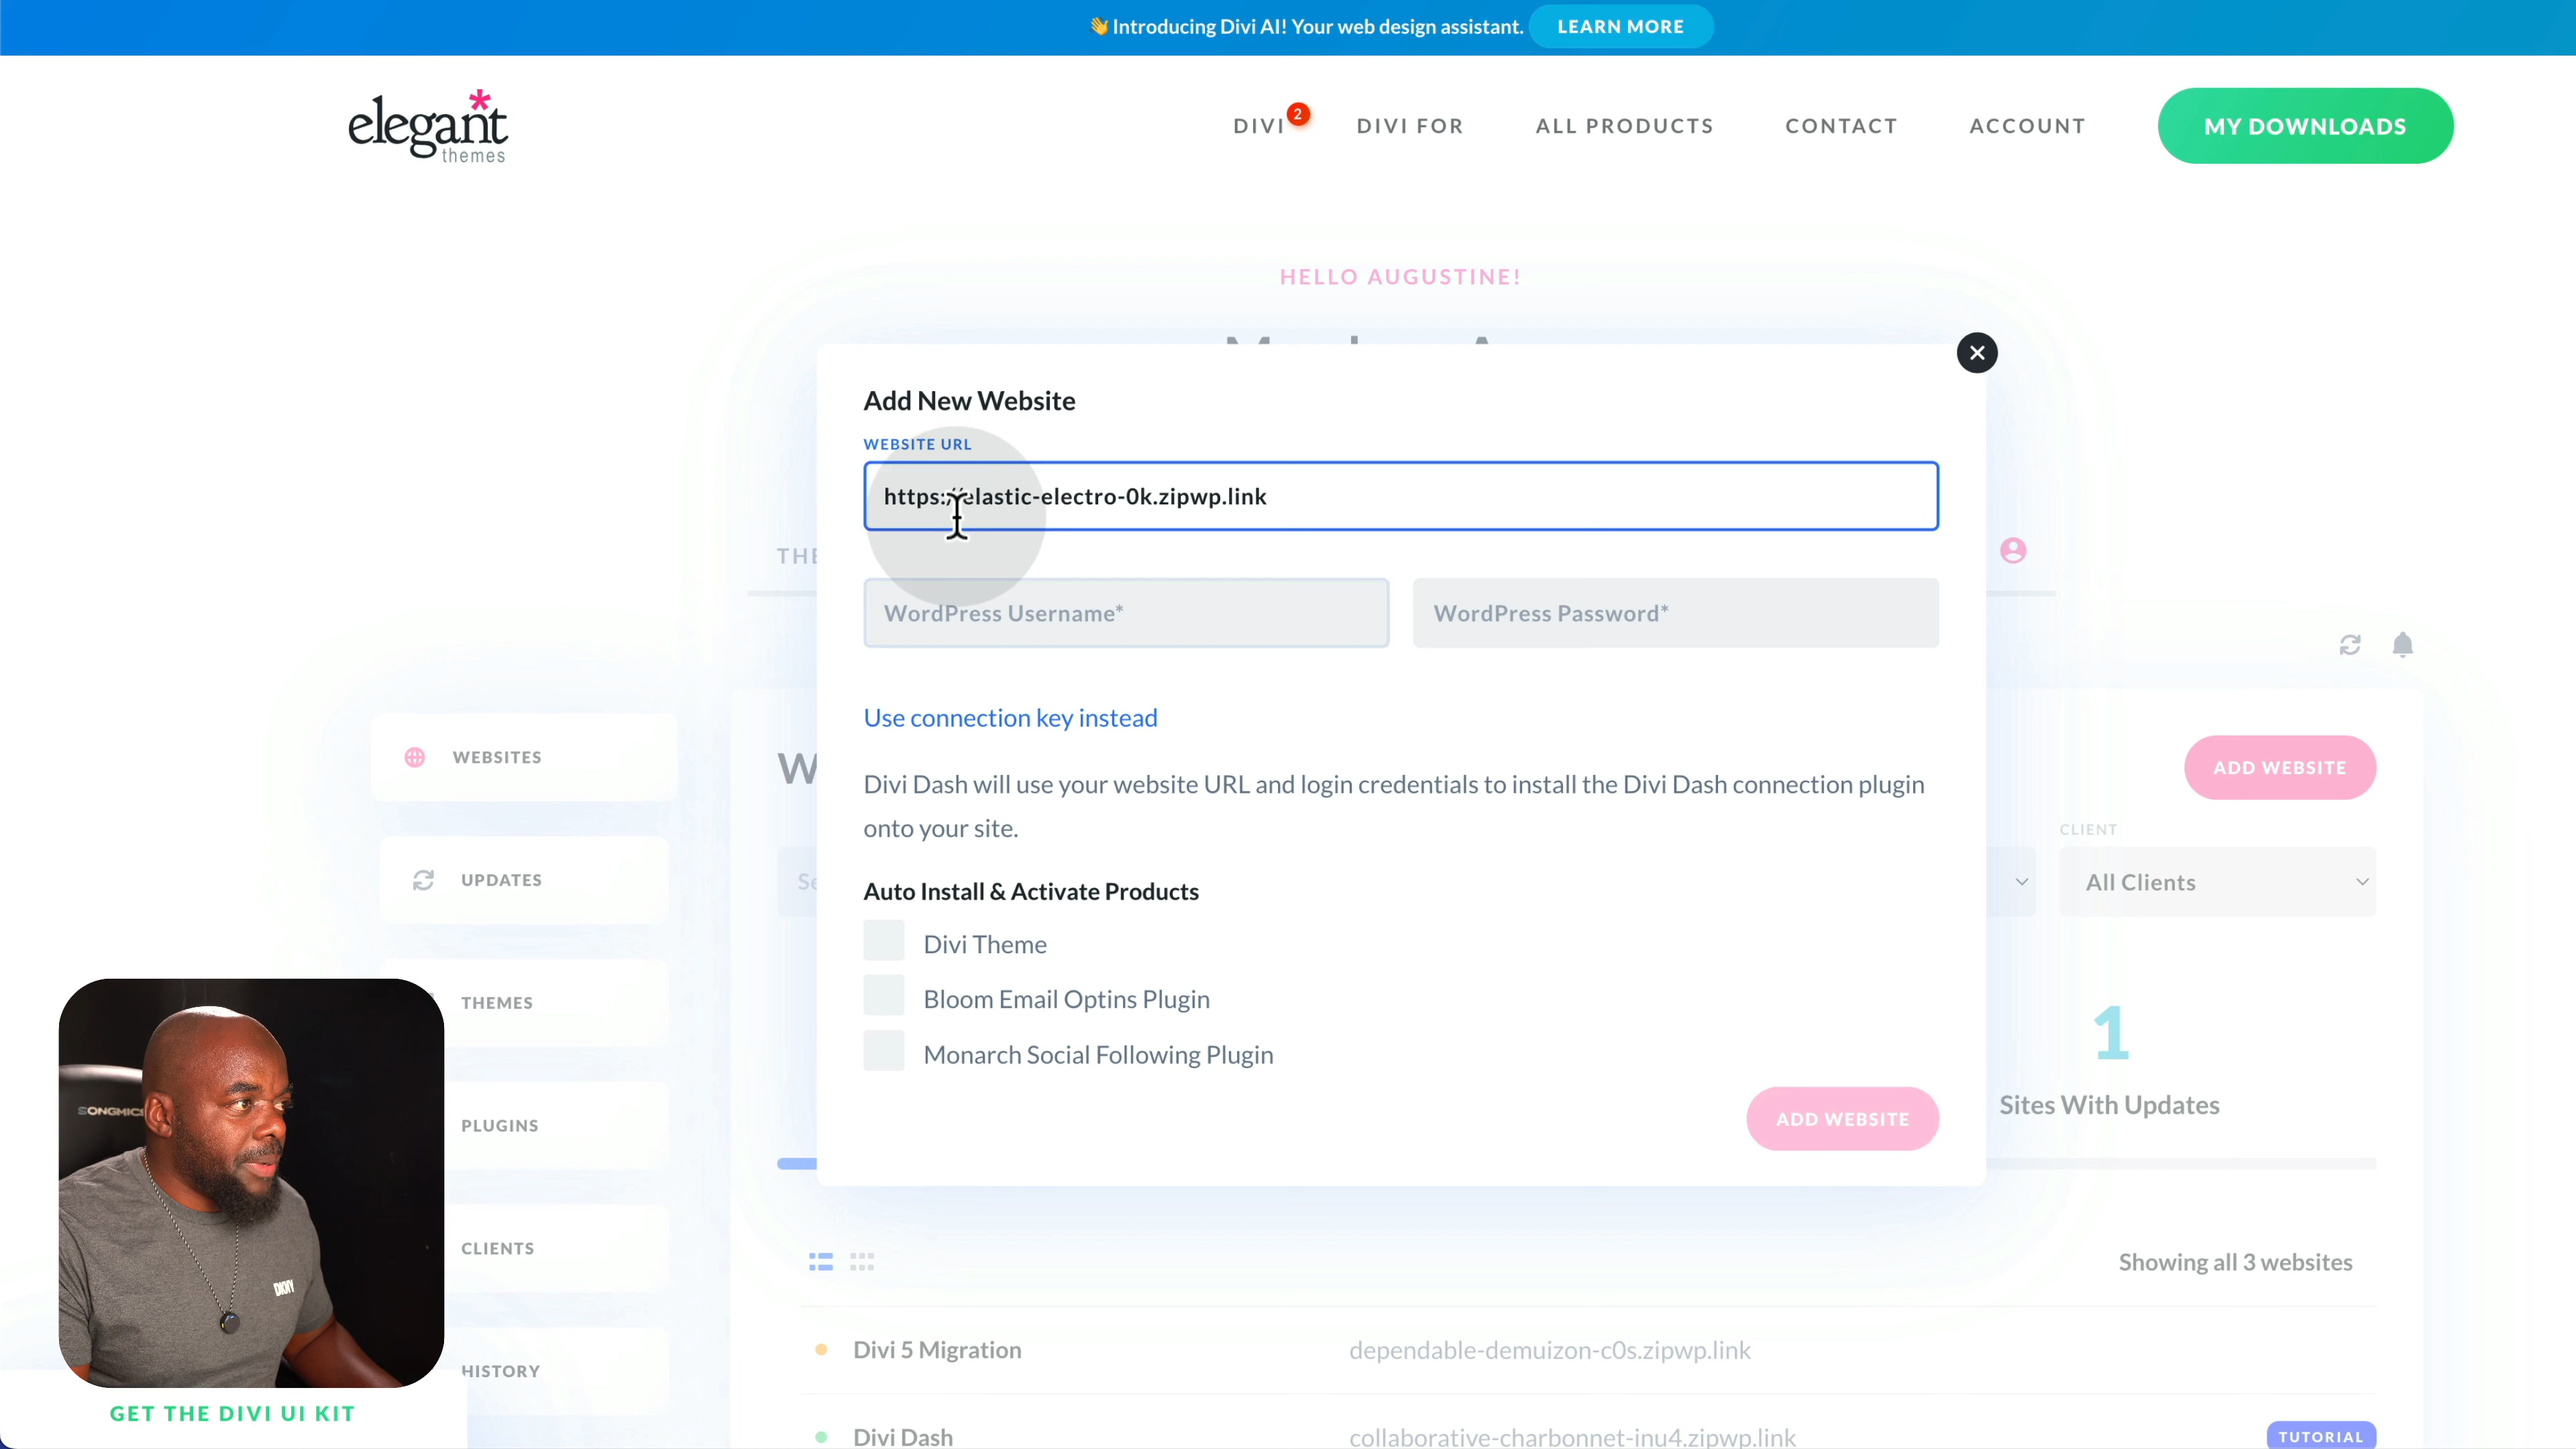 👋 Introducing Divi AI! Your web design assistant. LEARN MORE
elegant themes
DIVI 2 DIVI FOR ALL PRODUCTS CONTACT ACCOUNT MY DOWNLOADS
HELLO AUGUSTINE!
Add New Website
WEBSITE URL
https://elastic-electro-0k.zipwp.link
THE
WordPress Username* WordPress Password*
Use connection key instead
WEBSITES
W
ADD WEBSITE
Divi Dash will use your website URL and login credentials to install the Divi Dash connection plugin
onto your site.
CLIENT
UPDATES
Se
All Clients
Auto Install & Activate Products
Divi Theme
THEMES
Bloom Email Optins Plugin
1
Monarch Social Following Plugin
Sites With Updates
PLUGINS
ADD WEBSITE
SONGMICS
CLIENTS
Showing all 3 websites
DKNY
Divi 5 Migration dependable-demuizon-c0s.zipwp.link
HISTORY
GET THE DIVI UI KIT
Divi Dash collaborative-charbonnet-inu4.zipwp.link TUTORIAL